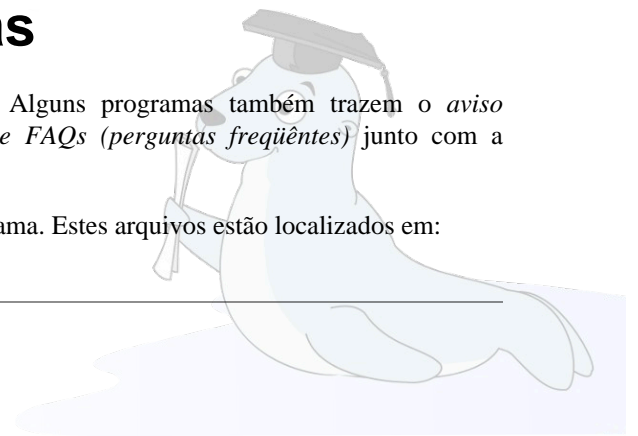 as
Alguns programas também trazem o aviso
e FAQs (perguntas freqüêntes) junto com a
ama. Estes arquivos estão localizados em: